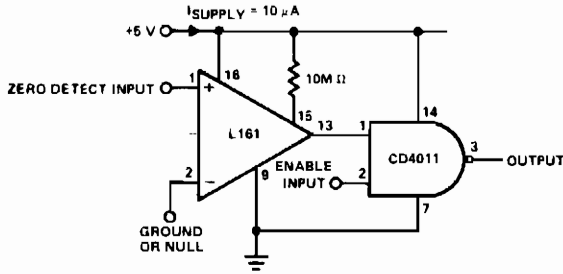 ISUPPLY = 10 μA
+5 V
16
10M Ω
ZERO DETECT INPUT
1
+
15
14
13
1
L161
3
ENABLE
INPUT
2
CD4011
OUTPUT
2
−
9
7
GROUND
OR NULL